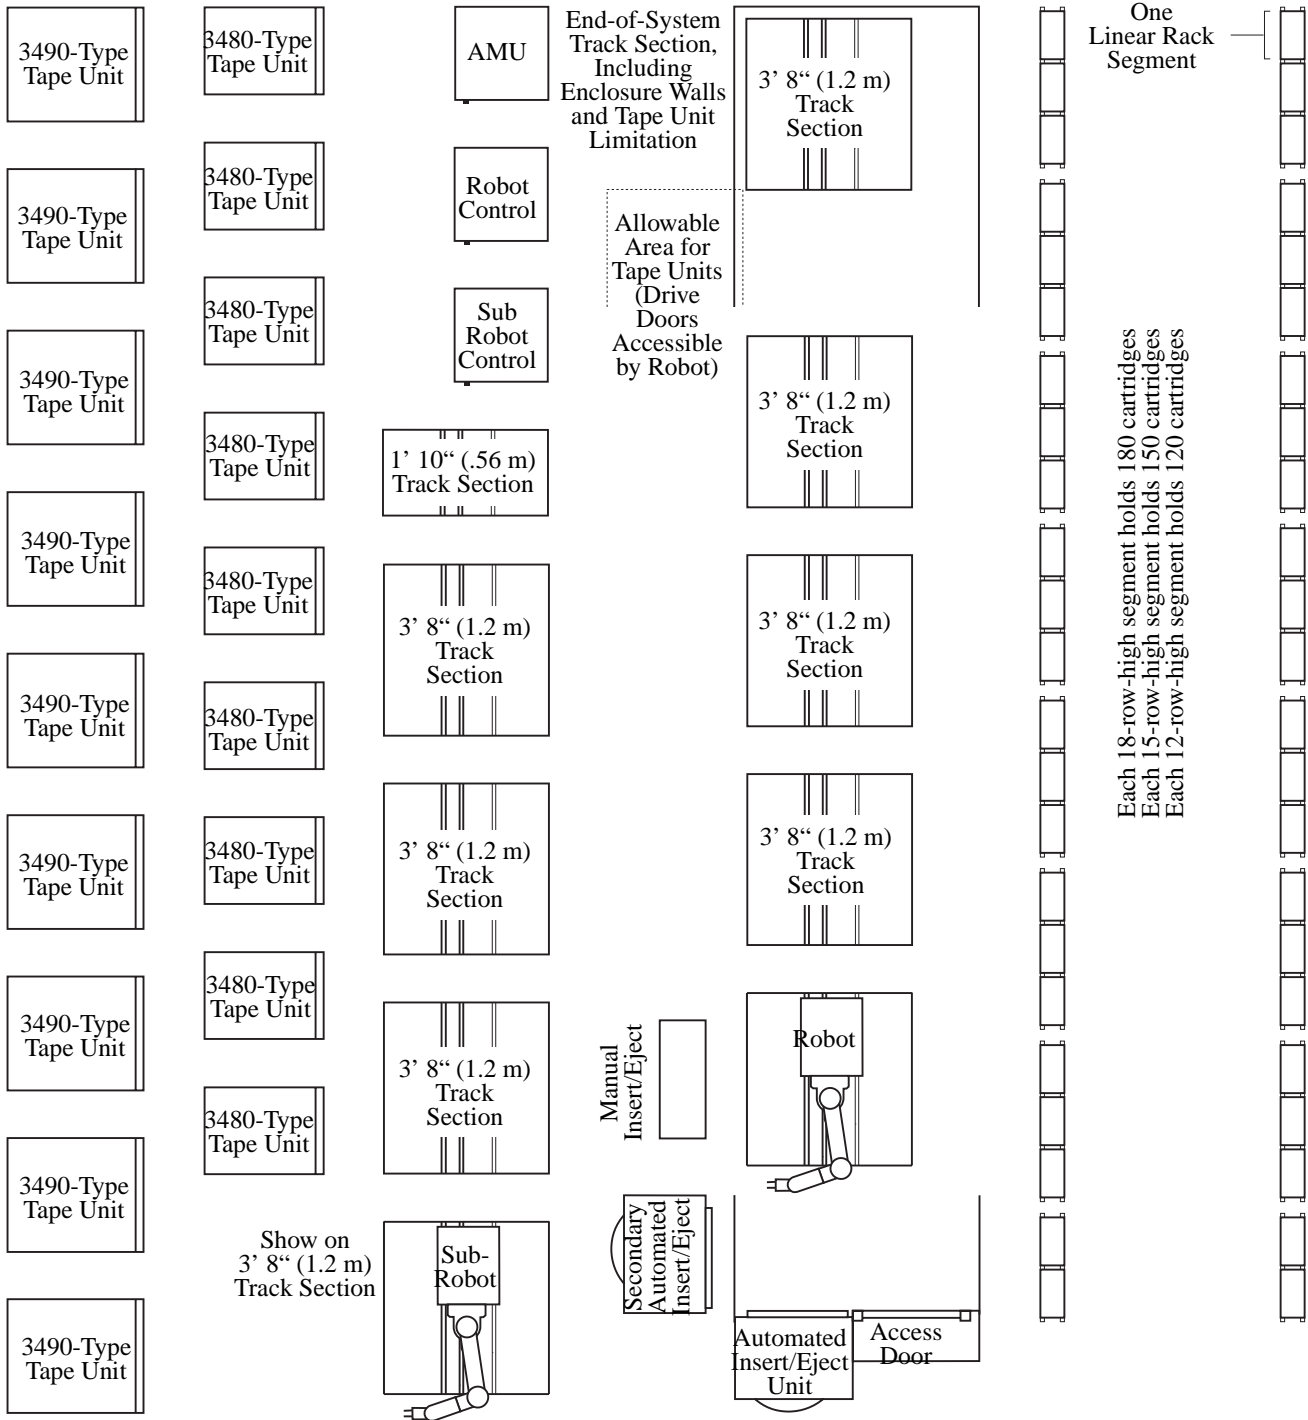 3490-Type
Tape Unit
3490-Type
Tape Unit
3490-Type
Tape Unit
3490-Type
Tape Unit
3490-Type
Tape Unit
3490-Type
Tape Unit
3490-Type
Tape Unit
3490-Type
Tape Unit
3490-Type
Tape Unit
3480-Type
Tape Unit
3480-Type
Tape Unit
3480-Type
Tape Unit
3480-Type
Tape Unit
3480-Type
Tape Unit
3480-Type
Tape Unit
3480-Type
Tape Unit
3480-Type
Tape Unit
3480-Type
Tape Unit
AMU
Robot
Control
Sub
Robot
Control
1’ 10“ (.56 m)
Track Section
3’ 8“ (1.2 m)
Track
Section
3’ 8“ (1.2 m)
Track
Section
3’ 8“ (1.2 m)
Track
Section
Show on
3’ 8“ (1.2 m)
Track Section
Sub-
Robot
End-of-System
Track Section,
Including
Enclosure Walls
and Tape Unit
Limitation
Allowable
Area for
Tape Units
(Drive
Doors
Accessible
by Robot)
3’ 8“ (1.2 m)
Track
Section
3’ 8“ (1.2 m)
Track
Section
3’ 8“ (1.2 m)
Track
Section
3’ 8“ (1.2 m)
Track
Section
Manual
Insert/Eject
Robot
Secondary
Automated
Insert/Eject
Automated
Insert/Eject
Unit
Access
Door
One
Linear Rack
Segment
Each 18-row-high segment holds 180 cartridges
Each 15-row-high segment holds 150 cartridges
Each 12-row-high segment holds 120 cartridges